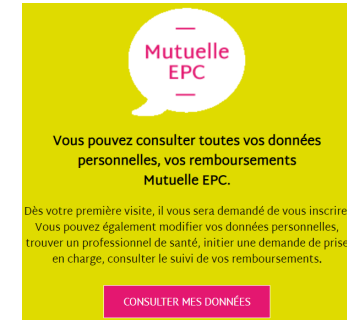 Mutuelle
EPC
Vous pouvez consulter toutes vos données
personnelles, vos remboursements
Mutuelle EPC.
Dès votre première visite, il vous sera demandé de vous inscrire
Vous pouvez également modifier vos données personnelles,
trouver un professionnel de santé, initier une demande de prise
en charge, consulter le suivi de vos remboursements.
CONSULTER MES DONNÉES